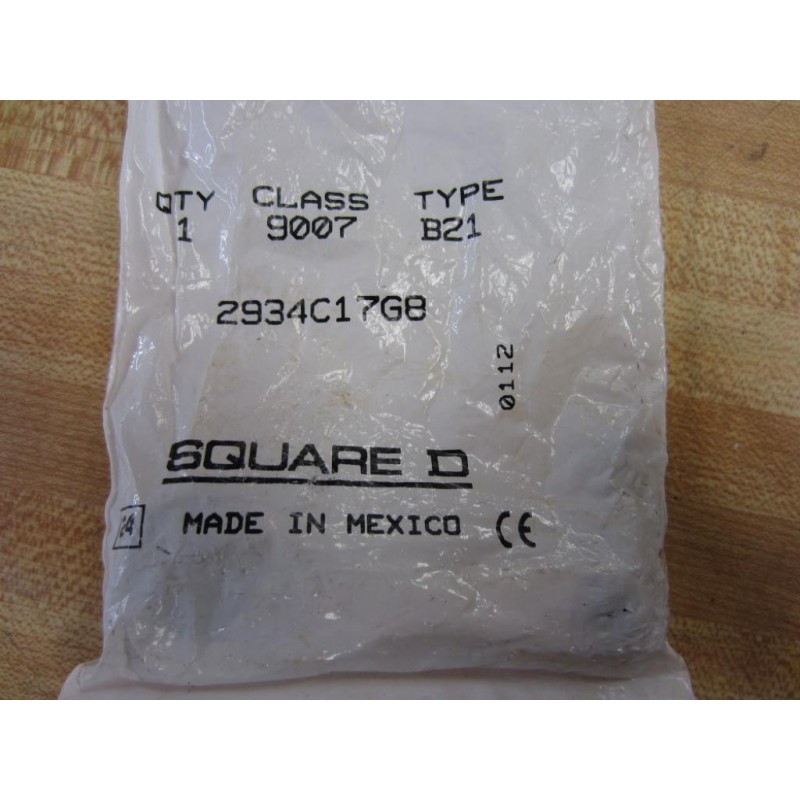 QTY CLASS TYPE
1 9007 B21
2934C17G8
0112
SQUARE D
24 MADE IN MEXICO CE